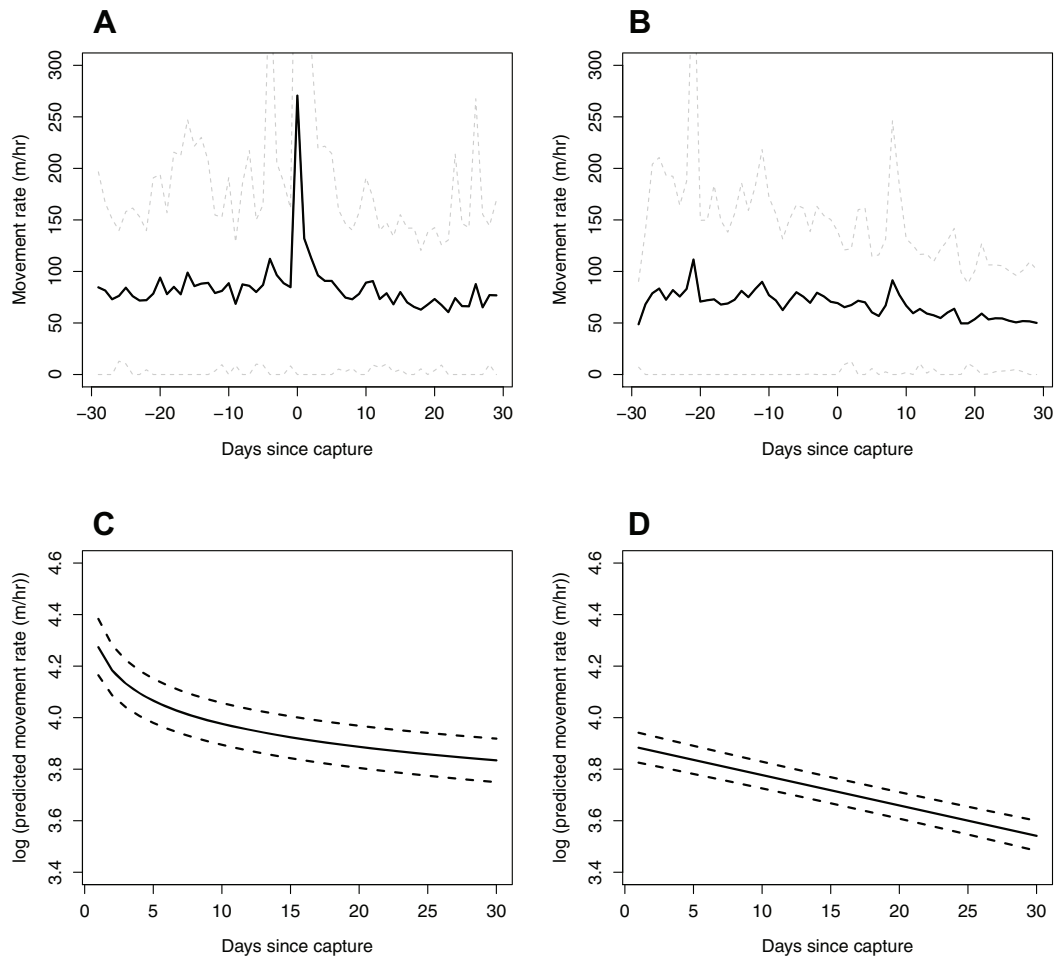 A
B
Movement rate (m/hr)
0 50 100 150 200 250 300
−30 −20 −10 0 10 20 30
Days since capture
Movement rate (m/hr)
0 50 100 150 200 250 300
−30 −20 −10 0 10 20 30
Days since capture
C
D
log (predicted movement rate (m/hr))
3.4 3.6 3.8 4.0 4.2 4.4 4.6
0 5 10 15 20 25 30
Days since capture
log (predicted movement rate (m/hr))
3.4 3.6 3.8 4.0 4.2 4.4 4.6
0 5 10 15 20 25 30
Days since capture